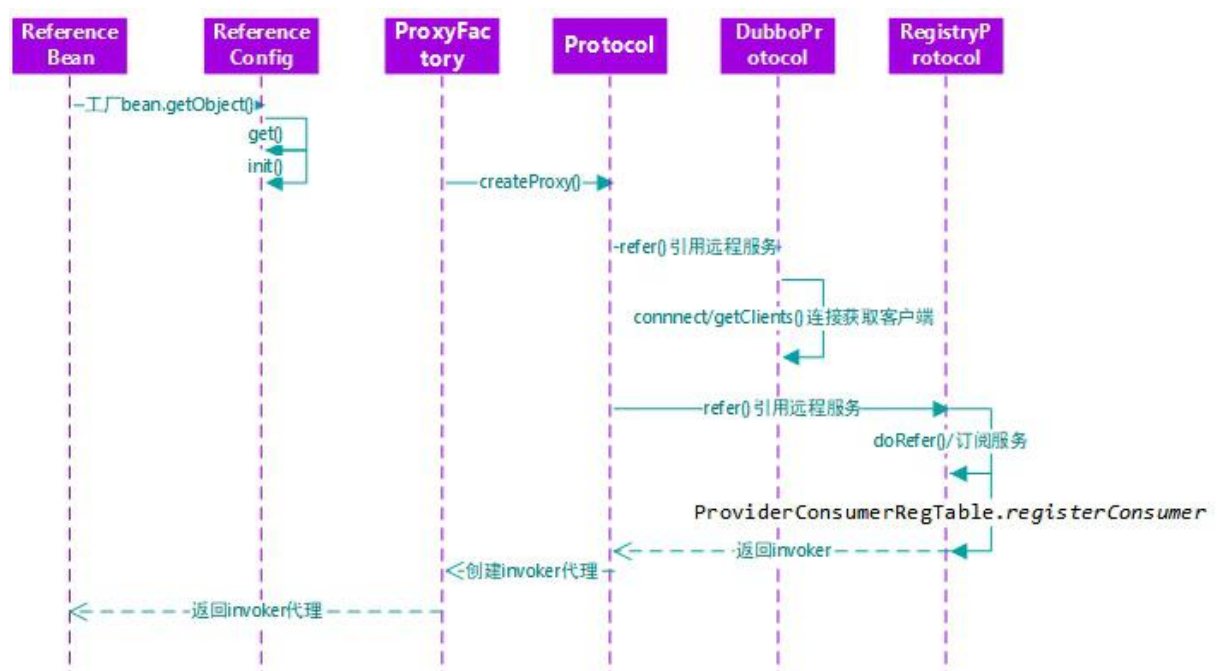 Reference
Bean
Reference
Config
ProxyFac
tory
Protocol
DubboPr
otocol
RegistryP
rotocol
工厂bean.getObject()
get()
init()
createProxy()
refer()引用远程服务
connnect/getClients()连接获取客户端
refer()引用远程服务
doRefer()/订阅服务
ProviderConsumerRegTable.registerConsumer
返回invoker
创建invoker代理
返回invoker代理